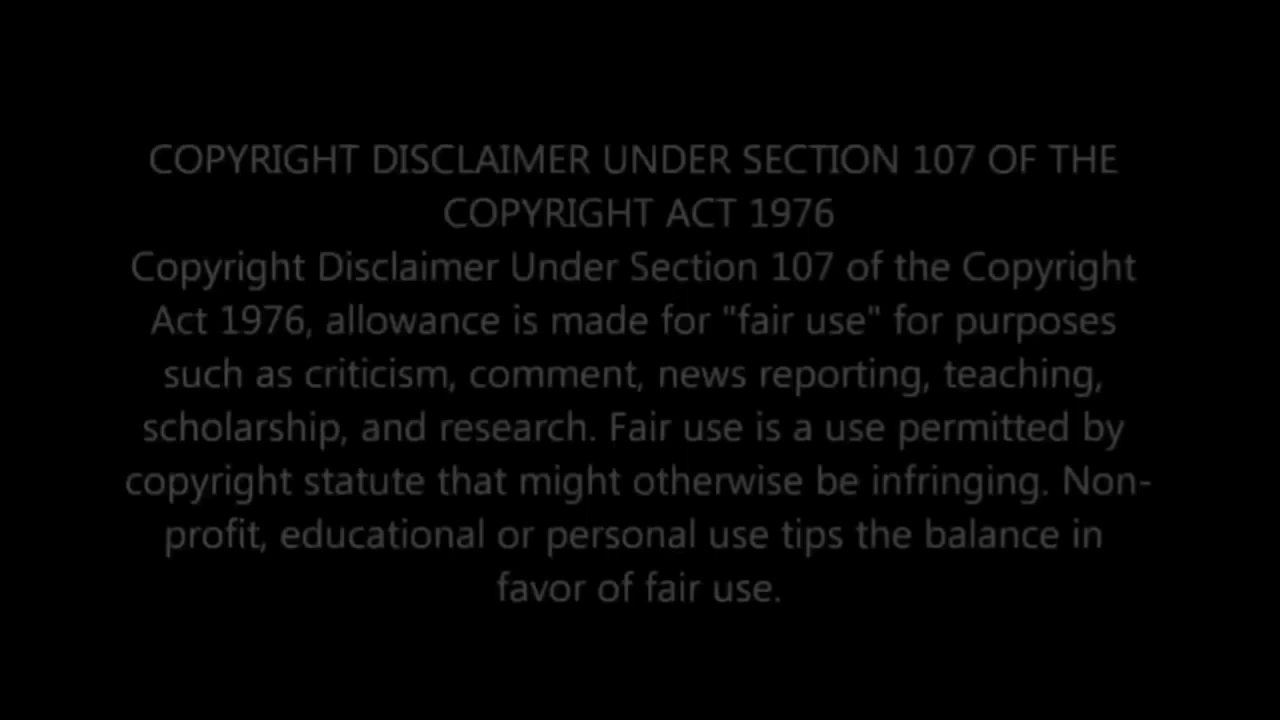 COPYRIGHT DISCLAIMER UNDER SECTION 107 OF THE
COPYRIGHT ACT 1976
Copyright Disclaimer Under Section 107 of the Copyright
Act 1976, allowance is made for "fair use" for purposes
such as criticism, comment, news reporting, teaching,
scholarship, and research. Fair use is a use permitted by
copyright statute that might otherwise be infringing. Non-
profit, educational or personal use tips the balance in
favor of fair use.